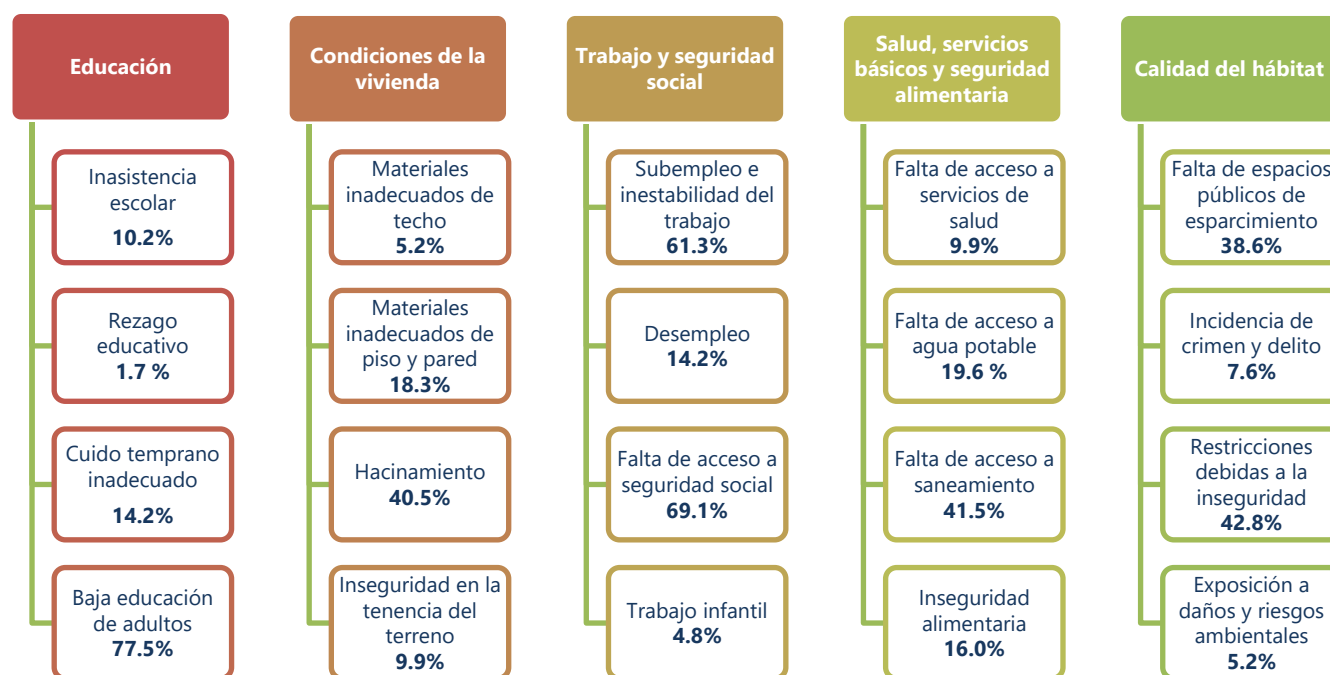 Educación
Inasistencia
escolar
10.2%
Rezago
educativo
1.7 %
Cuido temprano
inadecuado
14.2%
Baja educación
de adultos
77.5%
Condiciones de la
vivienda
Materiales
inadecuados de
techo
5.2%
Materiales
inadecuados de
piso y pared
18.3%
Hacinamiento
40.5%
Inseguridad en la
tenencia del
terreno
9.9%
Trabajo y seguridad
social
Subempleo e
inestabilidad del
trabajo
61.3%
Desempleo
14.2%
Falta de acceso a
seguridad social
69.1%
Trabajo infantil
4.8%
Salud, servicios
básicos y seguridad
alimentaria
Falta de acceso a
servicios de
salud
9.9%
Falta de acceso a
agua potable
19.6 %
Falta de acceso a
saneamiento
41.5%
Inseguridad
alimentaria
16.0%
Calidad del hábitat
Falta de espacios
públicos de
esparcimiento
38.6%
Incidencia de
crimen y delito
7.6%
Restricciones
debidas a la
inseguridad
42.8%
Exposición a
daños y riesgos
ambientales
5.2%